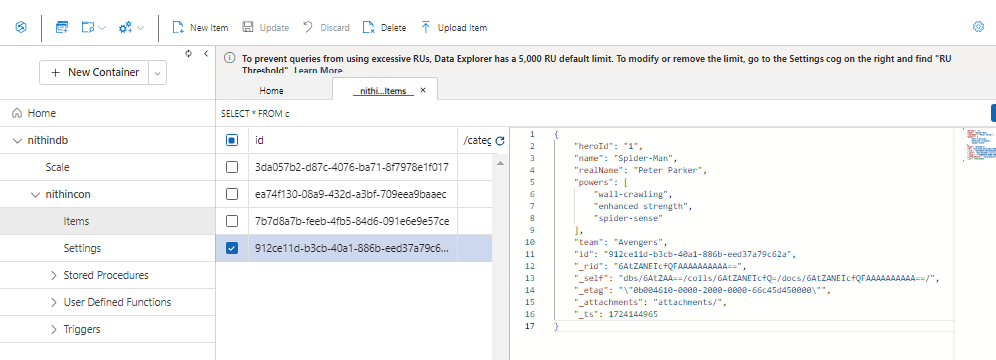 New Item Update Discard Delete Upload Item
To prevent queries from using excessive RUs, Data Explorer has a 5,000 RU default limit. To modify or remove the limit, go to the Settings cog on the right and find "RU
Threshold". Learn More
+ New Container
Home nithi...Items ×
Home
SELECT * FROM c
nithindb
id /categ
Scale
3da057b2-d87c-4076-ba71-8f7978e1f017
nithincon
ea74f130-08a9-432d-a3bf-709eea9baaec
Items
7b7d8a7b-feeb-4fb5-84d6-091e6e9e57ce
Settings
912ce11d-b3cb-40a1-886b-eed37a79c6...
Stored Procedures
User Defined Functions
Triggers
1 {
2 "heroId": "1",
3 "name": "Spider-Man",
4 "realName": "Peter Parker",
5 "powers": [
6 "wall-crawling",
7 "enhanced strength",
8 "spider-sense"
9 ],
10 "team": "Avengers",
11 "id": "912ce11d-b3cb-40a1-886b-eed37a79c62a",
12 "_rid": "6AtZANEIcfQFAAAAAAAAAA==",
13 "_self": "dbs/6AtZAA==/colls/6AtZANEIcfQ=/docs/6AtZANEIcfQFAAAAAAAAAA==/",
14 "_etag": "\"0b004610-0000-2000-0000-66c45d450000\"",
15 "_attachments": "attachments/",
16 "_ts": 1724144965
17 }